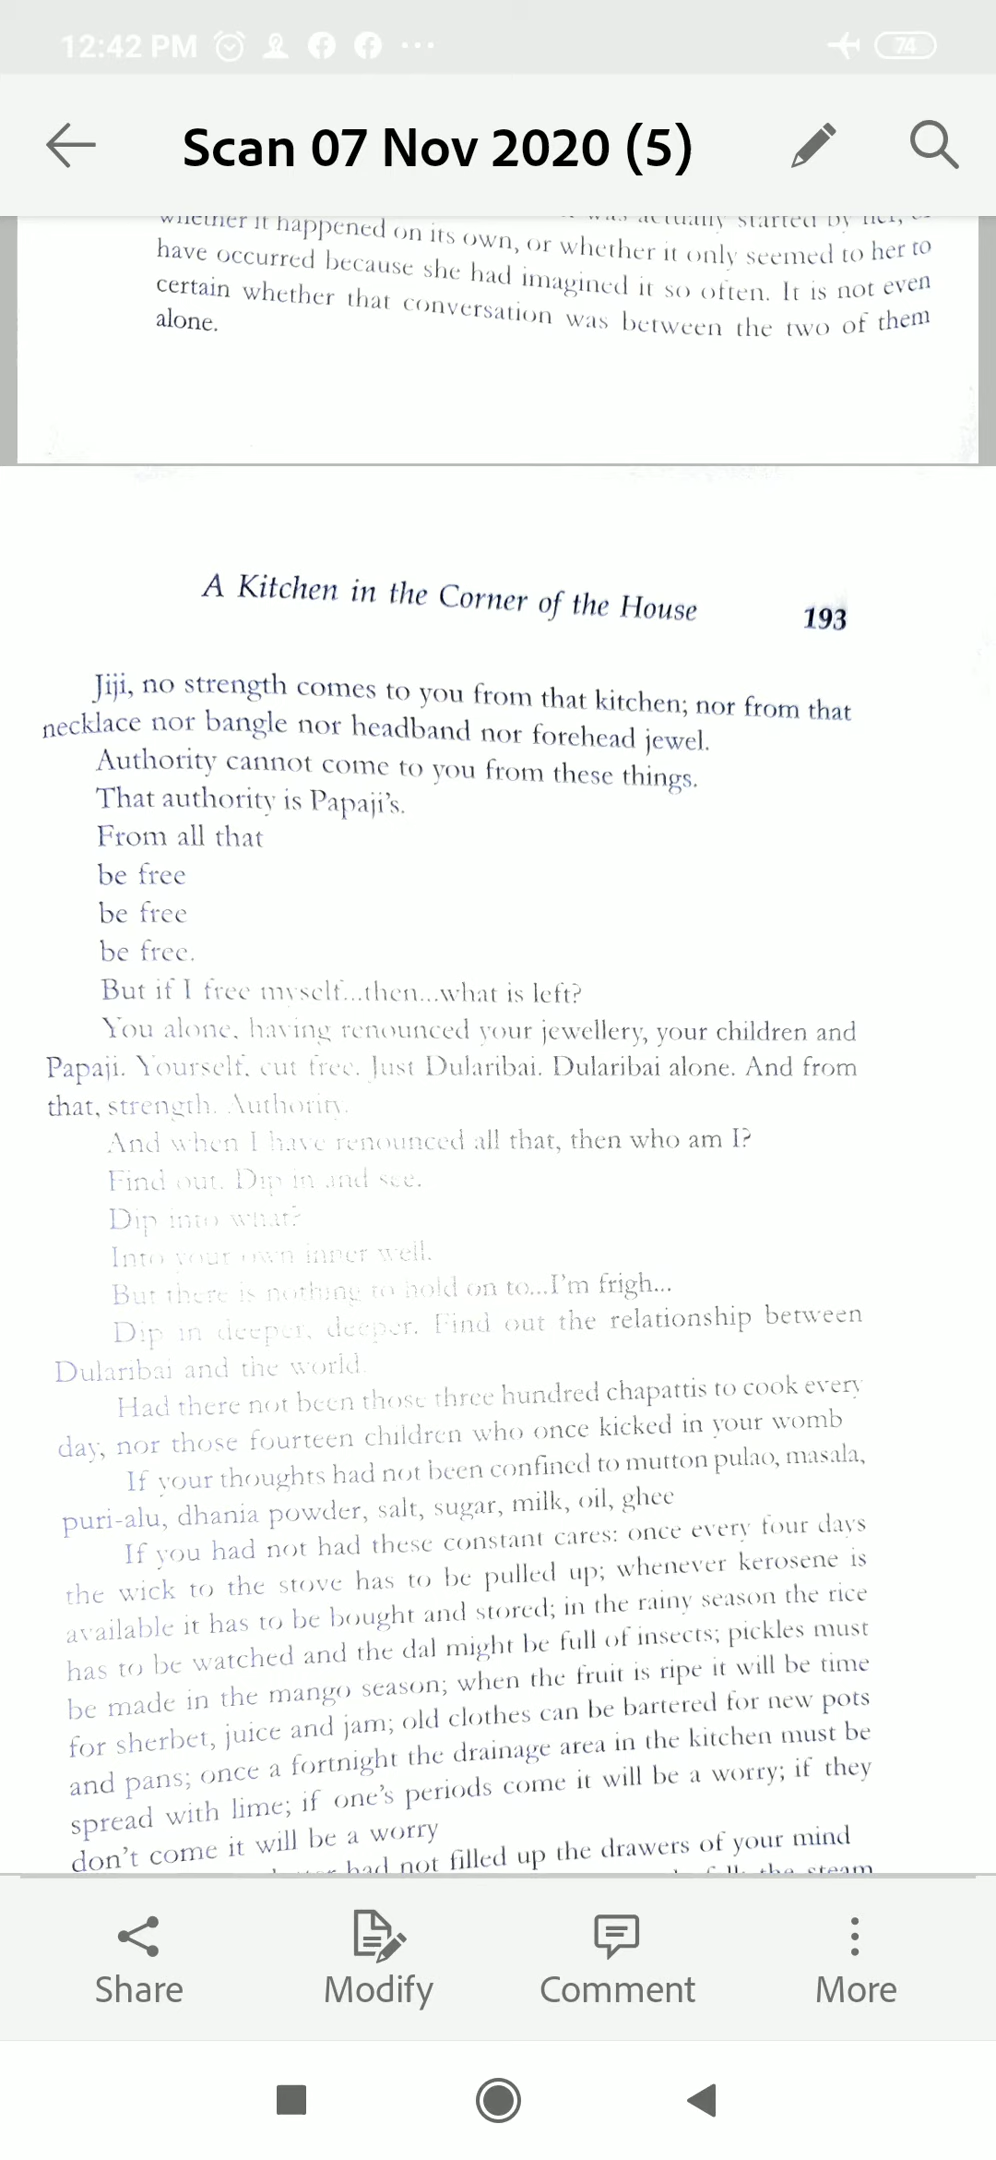 12:42 PM
74
Scan 07 Nov 2020 (5)
whether it happened on its own, or whether it only seemed to her to
was actually started by her,
have occurred because she had imagined it so often. It is not even
certain whether that conversation was between the two of them
alone.
A Kitchen in the Corner of the House 193
Jiji, no strength comes to you from that kitchen; nor from that
necklace nor bangle nor headband nor forehead jewel.
Authority cannot come to you from these things.
That authority is Papaji's.
From all that
be free
be free
be free.
But if I free myself...then...what is left?
You alone, having renounced your jewellery, your children and
Papaji. Yourself, cut free. Just Dularibai. Dularibai alone. And from
that, strength. Authority.
And when I have renounced all that, then who am I?
Find out. Dip in and see.
Dip into what?
Into your own inner well.
But there is nothing to hold on to...I'm frigh...
Dip in deeper, deeper. Find out the relationship between
Dularibai and the world.
Had there not been those three hundred chapattis to cook every
day, nor those fourteen children who once kicked in your womb
If your thoughts had not been confined to mutton pulao, masala,
puri-alu, dhania powder, salt, sugar, milk, oil, ghee
If you had not had these constant cares: once every four days
the wick to the stove has to be pulled up; whenever kerosene is
available it has to be bought and stored; in the rainy season the rice
has to be watched and the dal might be full of insects; pickles must
be made in the mango season; when the fruit is ripe it will be time
for sherbet, juice and jam; old clothes can be bartered for new pots
and pans; once a fortnight the drainage area in the kitchen must be
spread with lime; if one's periods come it will be a worry; if they
don't come it will be a worry
had not filled up the drawers of your mind
the steam
Share
Modify
Comment
More